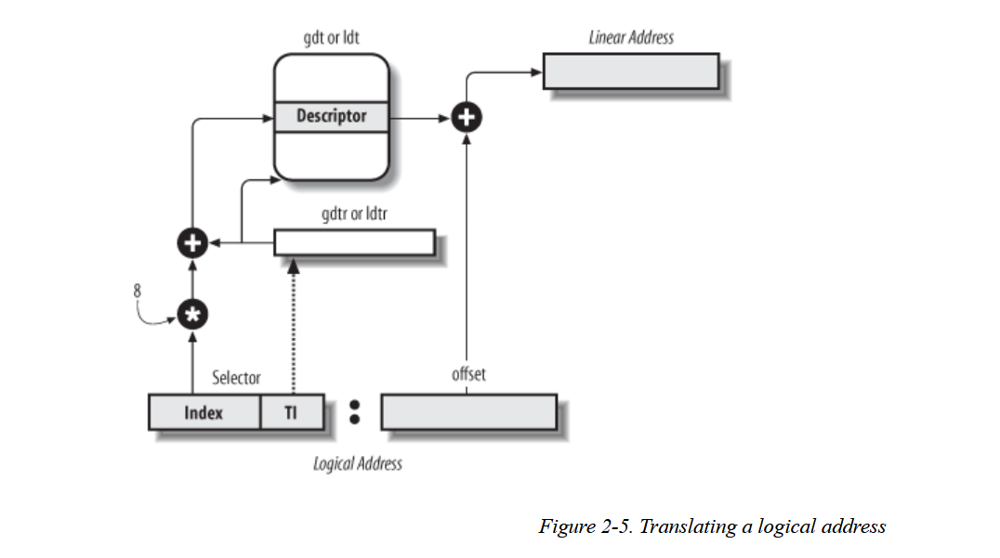 gdt or ldt
Linear Address
Descriptor
+
gdtr or ldtr
+
8
*
Selector
offset
Index
TI
:
Logical Address
Figure 2-5. Translating a logical address